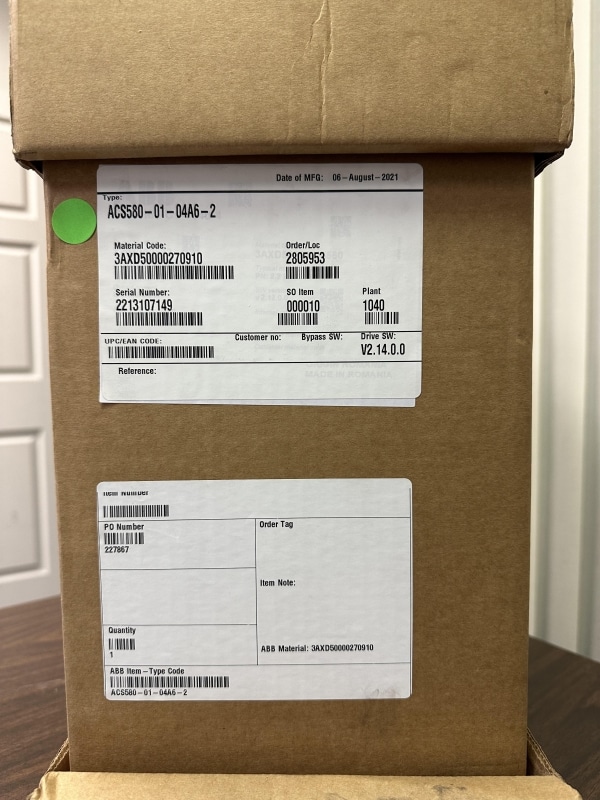 Date of MFG: 06-August-2021
Type:
ACS580-01-04A6-2
Material Code: Order/Loc
3AXD50000270910 2805953
Serial Number: SO Item Plant
2213107149 000010 1040
UPC/EAN CODE: Customer no: Bypass SW: Drive SW:
V2.14.0.0
Reference:
Item Number
PO Number Order Tag
227867
Item Note:
Quantity
1
ABB Material: 3AXD50000270910
ABB Item-Type Code
ACS580-01-04A6-2